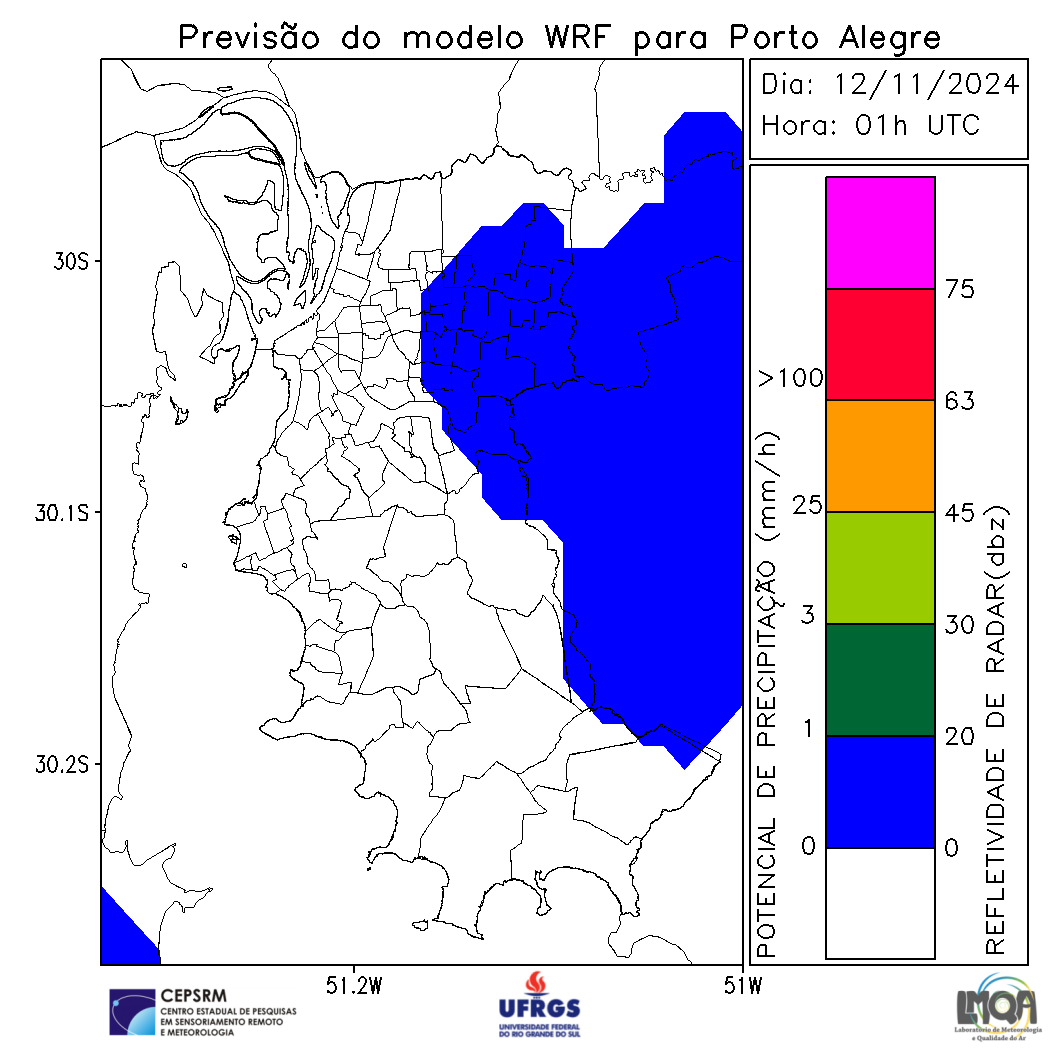 Previsão do modelo WRF para Porto Alegre
Dia: 12/11/2024
Hora: 01h UTC
30S
30.1S
30.2S
51.2W
51W
POTENCIAL DE PRECIPITAÇÃO (mm/h)
>100
25
3
1
0
75
63
45
30
20
0
REFLETIVIDADE DE RADAR(dbz)
CEPSRM
CENTRO ESTADUAL DE PESQUISAS
EM SENSORIAMENTO REMOTO
E METEOROLOGIA
UFRGS
UNIVERSIDADE FEDERAL
DO RIO GRANDE DO SUL
LMQA
Laboratório de Meteorologia
e Qualidade do Ar